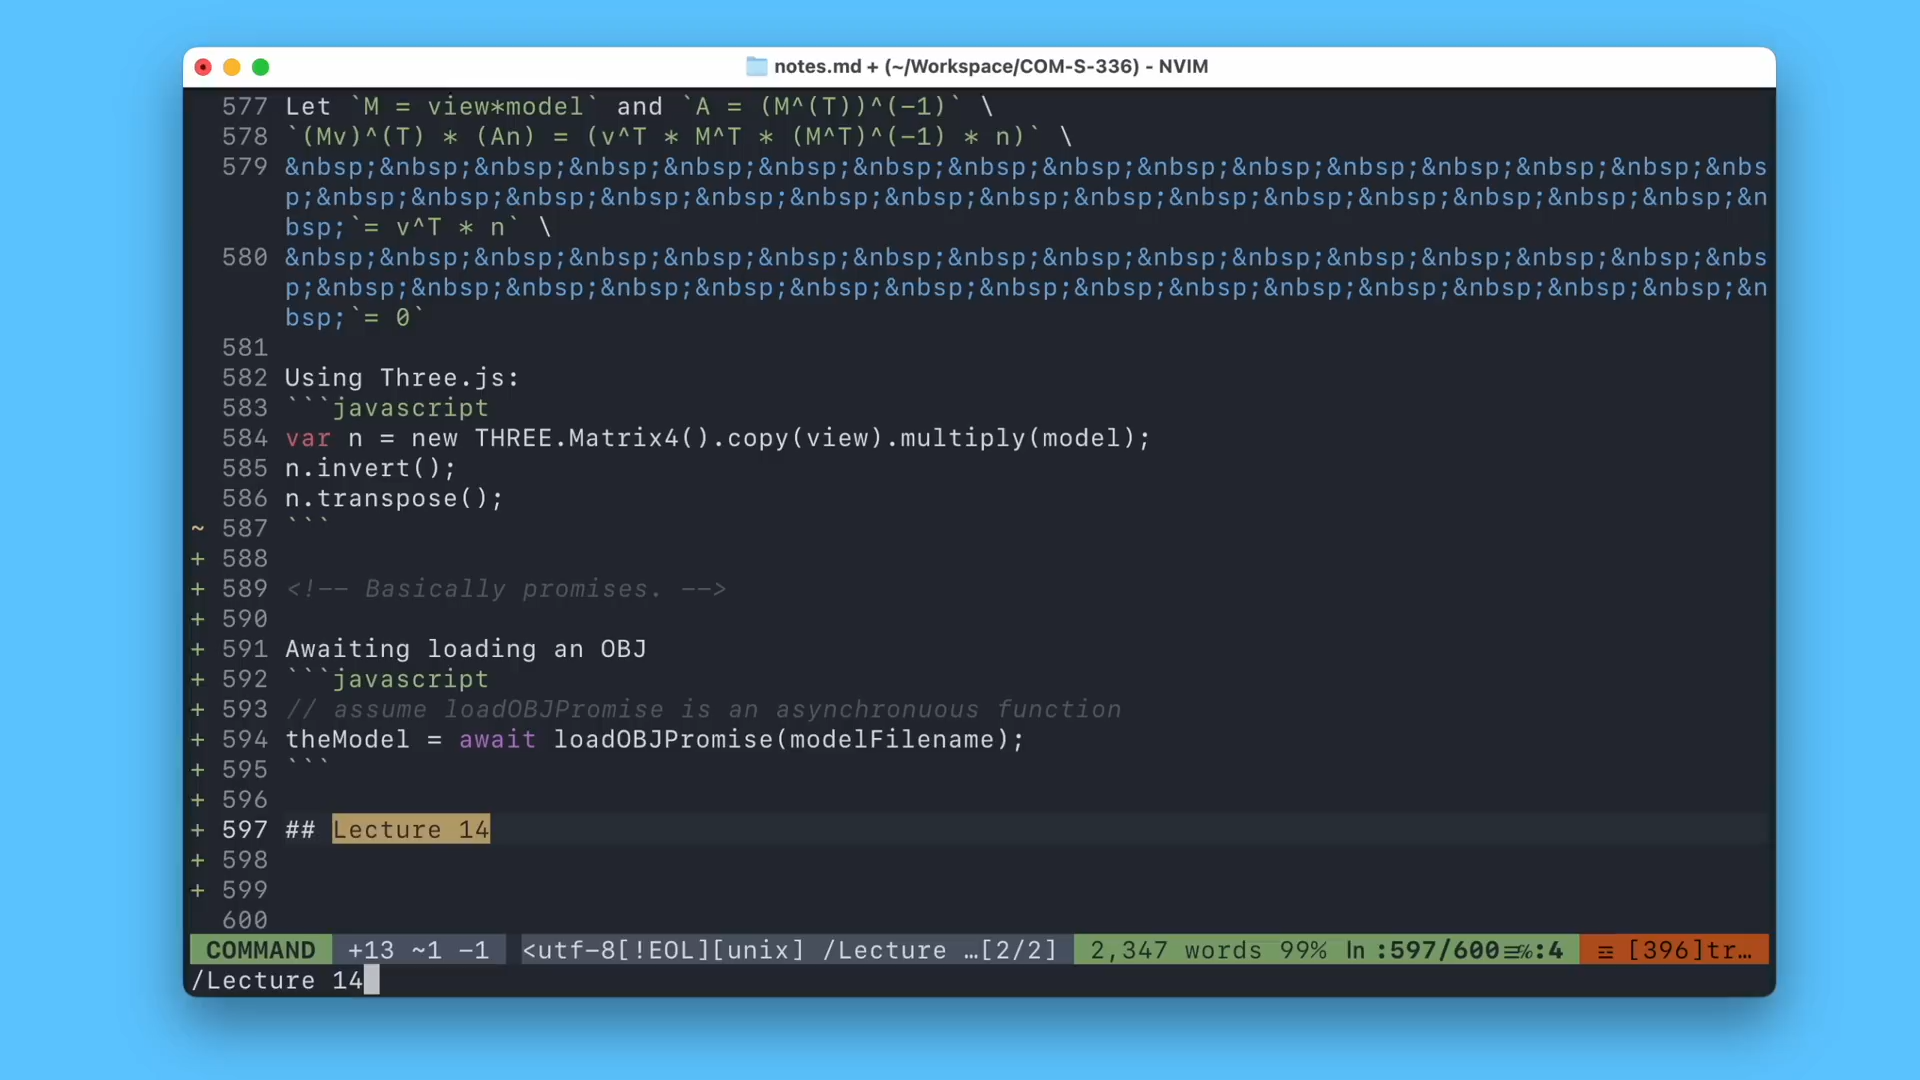 notes.md + (~/Workspace/COM-S-336) - NVIM
577 Let `M = view*model` and `A = (M^(T))^(-1)` \
578 `(Mv)^(T) * (An) = (v^T * M^T * (M^T)^(-1) * n)` \
579 &nbsp;&nbsp;&nbsp;&nbsp;&nbsp;&nbsp;&nbsp;&nbsp;&nbsp;&nbsp;&nbsp;&nbsp;&nbsp;&nbsp;&nbsp;&nbs
p;&nbsp;&nbsp;&nbsp;&nbsp;&nbsp;&nbsp;&nbsp;&nbsp;&nbsp;&nbsp;&nbsp;&nbsp;&nbsp;&nbsp;&nbsp;&n
bsp;`= v^T * n` \
580 &nbsp;&nbsp;&nbsp;&nbsp;&nbsp;&nbsp;&nbsp;&nbsp;&nbsp;&nbsp;&nbsp;&nbsp;&nbsp;&nbsp;&nbsp;&nbs
p;&nbsp;&nbsp;&nbsp;&nbsp;&nbsp;&nbsp;&nbsp;&nbsp;&nbsp;&nbsp;&nbsp;&nbsp;&nbsp;&nbsp;&nbsp;&n
bsp;`= 0`
581
582 Using Three.js:
583 ```javascript
584 var n = new THREE.Matrix4().copy(view).multiply(model);
585 n.invert();
586 n.transpose();
~ 587 ```
+ 588
+ 589 <!-- Basically promises. -->
+ 590
+ 591 Awaiting loading an OBJ
+ 592 ```javascript
+ 593 // assume loadOBJPromise is an asynchronuous function
+ 594 theModel = await loadOBJPromise(modelFilename);
+ 595 ```
+ 596
+ 597 ## Lecture 14
+ 598
+ 599
600
COMMAND +13 ~1 -1 <utf-8[!EOL][unix] /Lecture …[2/2] 2,347 words 99% ln :597/600≡℅:4 ☲ [396]tr…
/Lecture 14